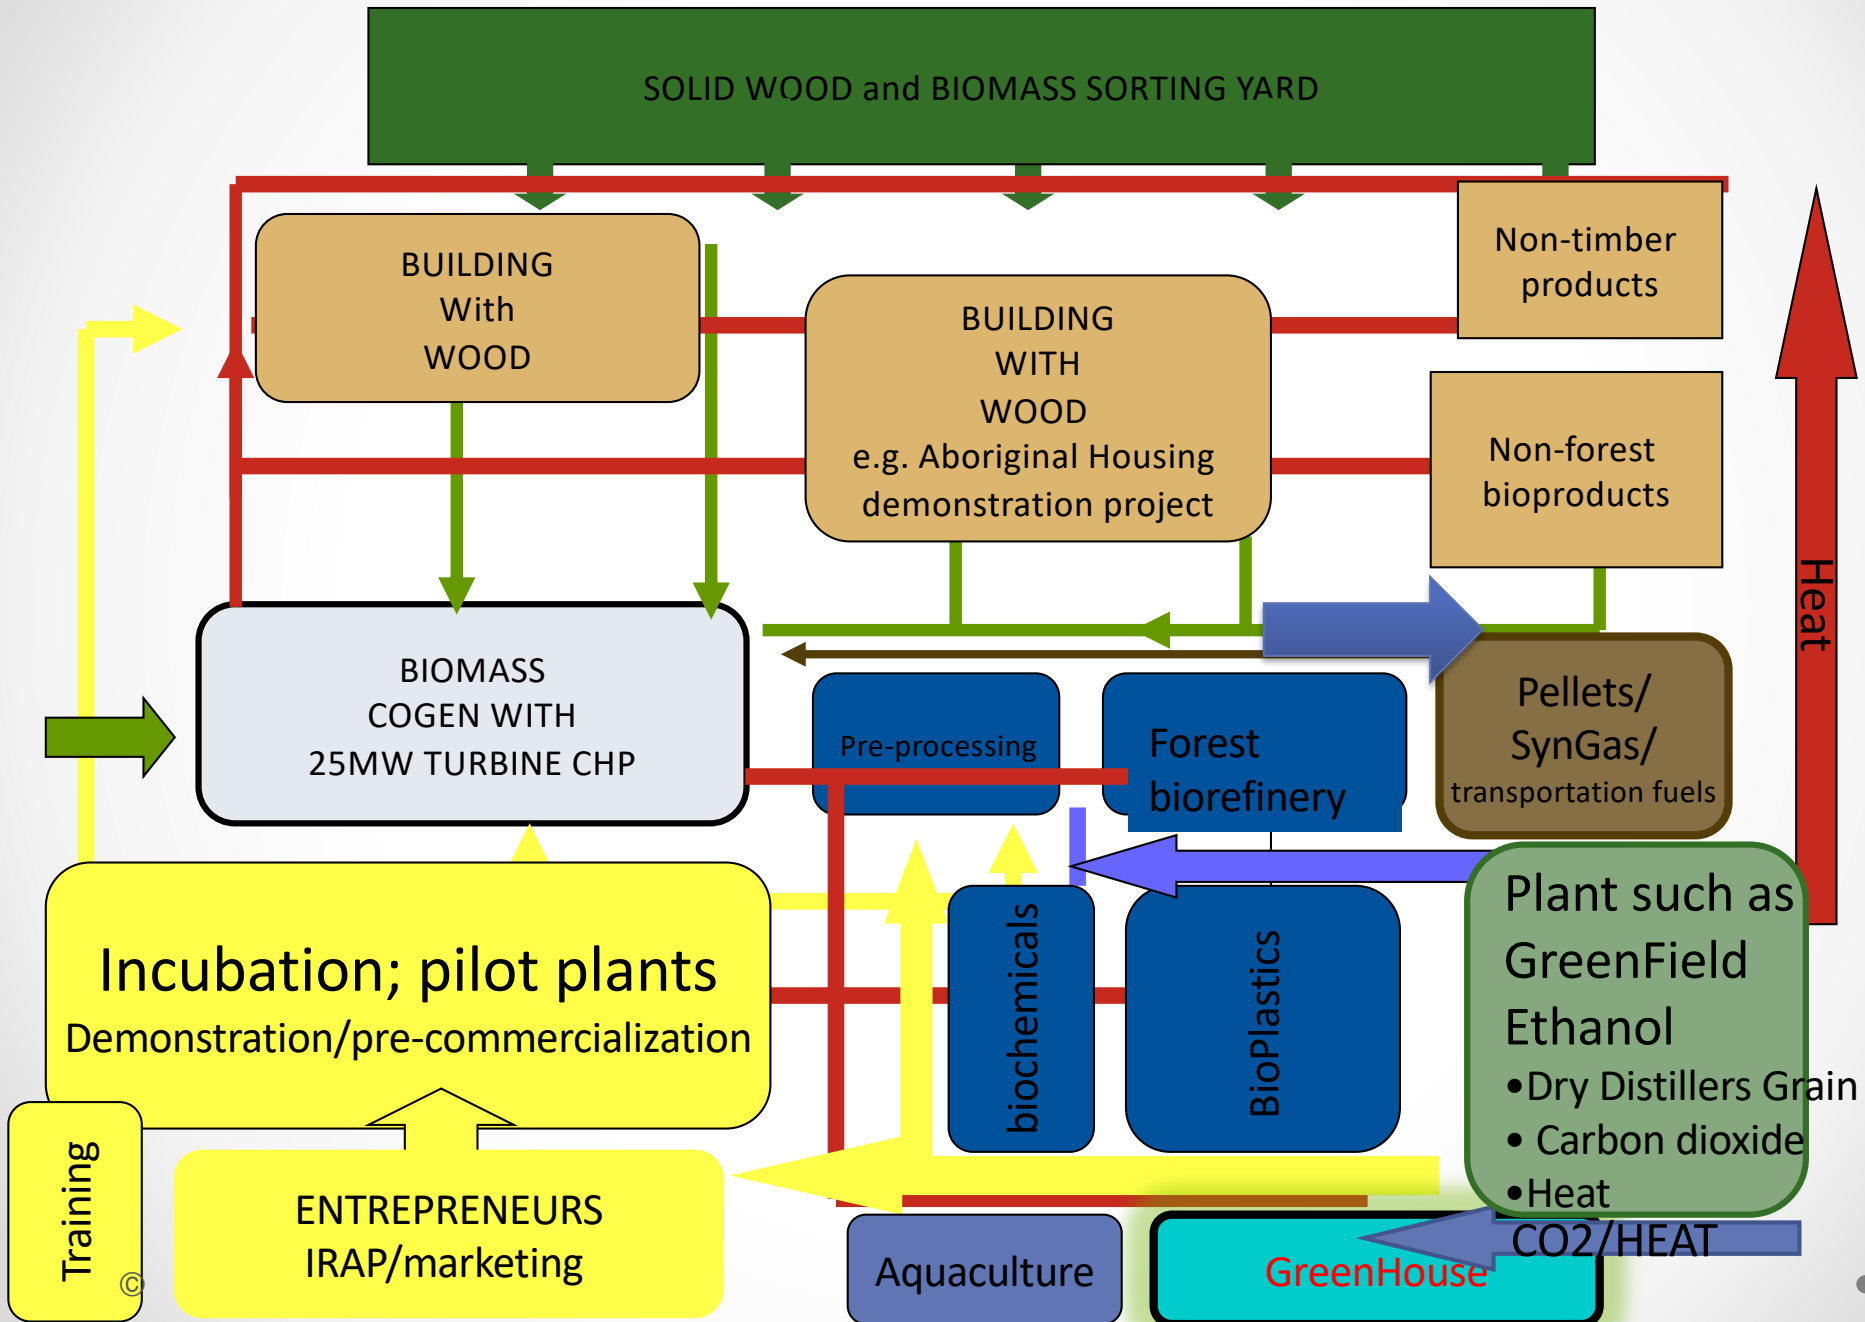 SOLID WOOD and BIOMASS SORTING YARD
BUILDING
With
WOOD
BUILDING
WITH
WOOD
e.g. Aboriginal Housing
demonstration project
Non-timber
products
Non-forest
bioproducts
Heat
BIOMASS
COGEN WITH
25MW TURBINE CHP
Pre-processing
Forest
biorefinery
Pellets/
SynGas/
transportation fuels
Incubation; pilot plants
Demonstration/pre-commercialization
biochemicals
BioPlastics
Plant such as
GreenField
Ethanol
•Dry Distillers Grain
• Carbon dioxide
•Heat
CO2/HEAT
Training
ENTREPRENEURS
IRAP/marketing
Aquaculture
GreenHouse
©